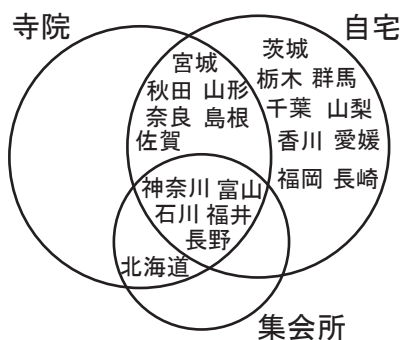 寺院
自宅
宮城
秋田 山形
奈良 島根
佐賀
茨城
栃木 群馬
千葉 山梨
香川 愛媛
福岡 長崎
神奈川 富山
石川 福井
長野
北海道
集会所